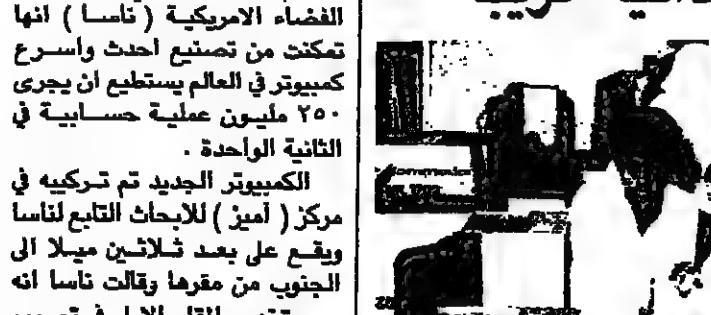 الفضاء الامريكية ( ناسا ) انها
تمكنت من تصنيع احدث واسرع
كمبيوتر في العالم يستطيع ان يجرى
٢٥٠ مليون عملية حسابية في
الثانية الواحدة .
الكمبيوتر الجديد تم تركيبه في
مركز ( اميز ) للابحاث التابع لناسا
ويقع على بعد ثلاثين ميلا الى
الجنوب من مقرها وقالت ناسا انه